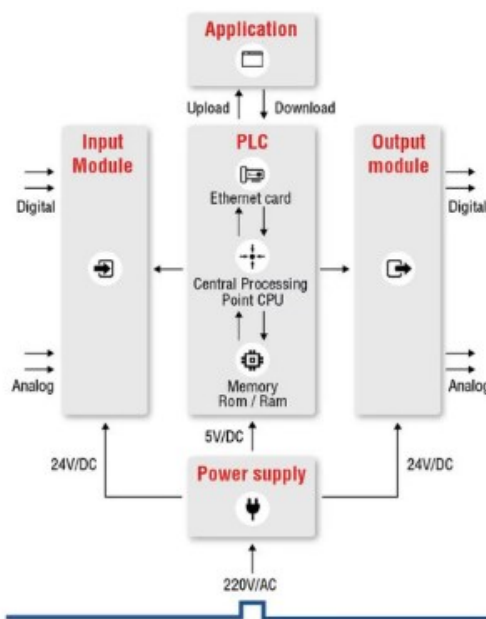 Application
Upload
Download
Input
Module
PLC
Output
module
Ethernet card
Digital
Digital
Central Processing
Point CPU
Memory
Rom / Ram
Analog
Analog
5V/DC
24V/DC
24V/DC
Power supply
220V/AC